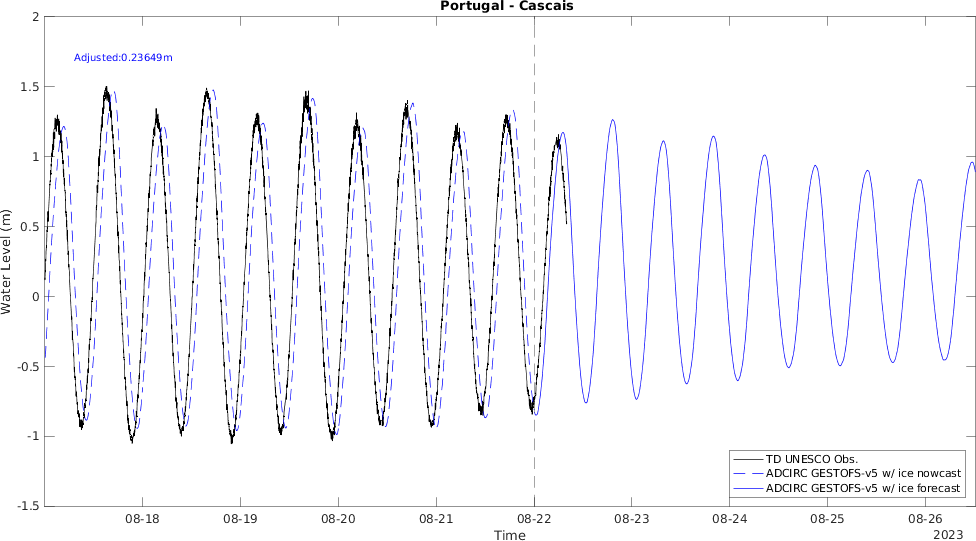 Portugal - Cascais
Adjusted:0.23649m
Water Level (m)
2
1.5
1
0.5
0
-0.5
-1
-1.5
TD UNESCO Obs.
ADCIRC GESTOFS-v5 w/ ice nowcast
ADCIRC GESTOFS-v5 w/ ice forecast
08-18 08-19 08-20 08-21 08-22 08-23 08-24 08-25 08-26
Time
2023